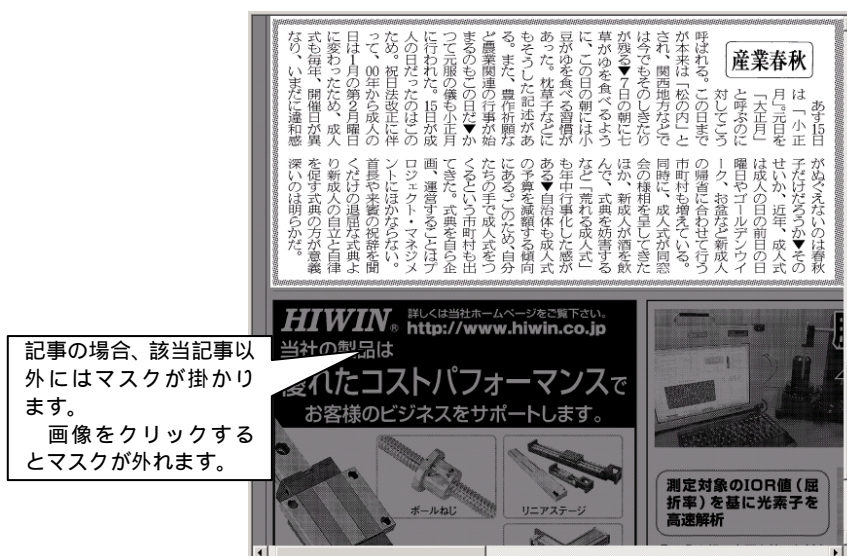 産業春秋
あす15日
は「小正
月」。元日を
「大正月」
と呼ぶのに
対してこう
呼ばれる。この日まで
が本来は「松の内」と
され、関西地方などで
は今でもそのしきたり
が残る▼7日の朝に七
草がゆを食べるよう
に、この日の朝には小
豆がゆを食べる習慣が
あった。枕草子などに
もそうした記述があ
る。また、豊作祈願な
ど農業関連の行事が始
まるのもこの日だ▼か
つて元服の儀も小正月
に行われた。15日が成
人の日だったのはこの
ため。祝日法改正に伴
って、00年から成人の
日は1月の第2月曜日
に変わったため、成人
式も毎年、開催日が異
なり、いまだに違和感
がぬぐえないのは春秋
子だけだろうか▼その
せいか、近年、成人式
は成人の日の前日の日
曜日やゴールデンウイ
ーク、お盆など新成人
の帰省に合わせて行う
市町村も増えている。
同時に、成人式が同窓
会の様相を呈してきた
ほか、新成人が酒を飲
んで、式典を妨害する
など「荒れる成人式」
も年中行事化した感が
ある▼自治体も成人式
の予算を減額する傾向
にある。このため、自分
たちの手で成人式をつ
くるという市町村も出
てきた。式典を自ら企
画、運営することはプ
ロジェクト・マネジメ
ントにほかならない。
首長や来賓の祝辞を聞
くだけの退屈な式典よ
り新成人の自立と自律
を促す式典の方が意義
深いのは明らかだ。
HIWIN®
詳しくは当社ホームページをご覧下さい。
http://www.hiwin.co.jp
当社の製品は
優れたコストパフォーマンスで
お客様のビジネスをサポートします。
ボールねじ
リニアステージ
測定対象のIOR値(屈
折率)を基に光素子を
高速解析
記事の場合、該当記事以
外にはマスクが掛かり
ます。
画像をクリックする
とマスクが外れます。